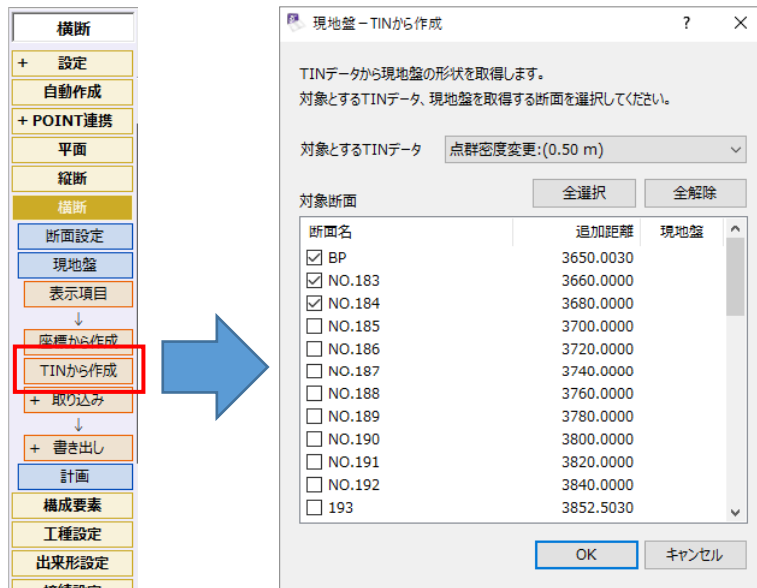 横断
+ 設定
自動作成
+ POINT連携
平面
縦断
横断
断面設定
現地盤
表示項目
↓
座標から作成
TINから作成
+ 取り込み
↓
+ 書き出し
計画
構成要素
工種設定
出来形設定
現地盤－TINから作成 ? ×
TINデータから現地盤の形状を取得します。
対象とするTINデータ、現地盤を取得する断面を選択してください。
対象とするTINデータ 点群密度変更:(0.50 m)
対象断面 全選択 全解除
断面名 追加距離 現地盤
BP 3650.0030
NO.183 3660.0000
NO.184 3680.0000
NO.185 3700.0000
NO.186 3720.0000
NO.187 3740.0000
NO.188 3760.0000
NO.189 3780.0000
NO.190 3800.0000
NO.191 3820.0000
NO.192 3840.0000
193 3852.5030
OK キャンセル